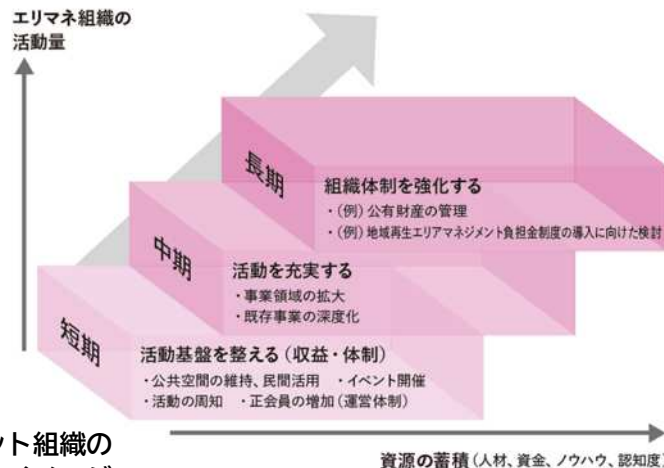 エリマネ組織の
活動量
長期
組織体制を強化する
・(例) 公有財産の管理
・(例) 地域再生エリアマネジメント負担金制度の導入に向けた検討
中期
活動を充実する
・事業領域の拡大
・既存事業の深度化
短期
活動基盤を整える (収益・体制)
・公共空間の維持、民間活用 ・イベント開催
・活動の周知 ・正会員の増加 (運営体制)
ント組織の
資源の蓄積 (人材、資金、ノウハウ、認知度)